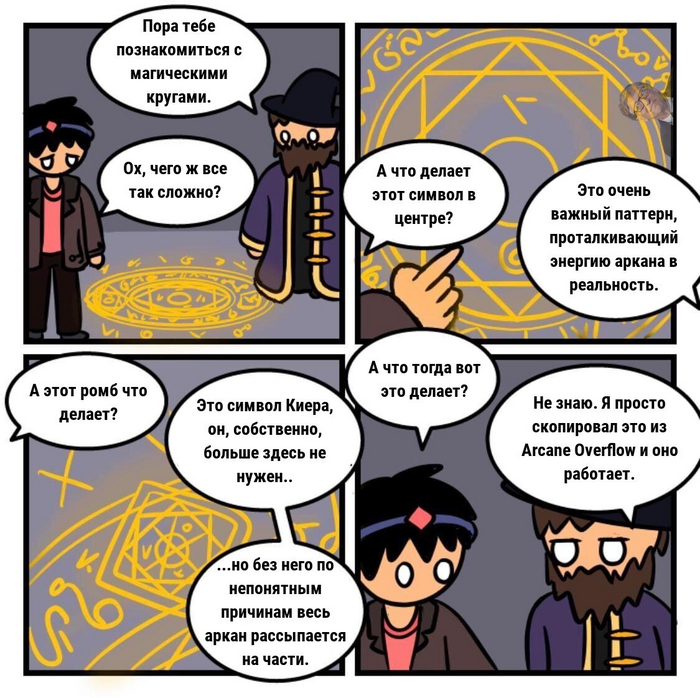 Пора тебе
познакомиться с
магическими
кругами.
Ох, чего ж все
так сложно?
А что делает
этот символ в
центре?
Это очень
важный паттерн,
проталкивающий
энергию аркана в
реальность.
А этот ромб что
делает?
Это символ Киера,
он, собственно,
больше здесь не
нужен..
...но без него по
непонятным
причинам весь
аркан рассыпается
на части.
А что тогда вот
это делает?
Не знаю. Я просто
скопировал это из
Arcane Overflow и оно
работает.